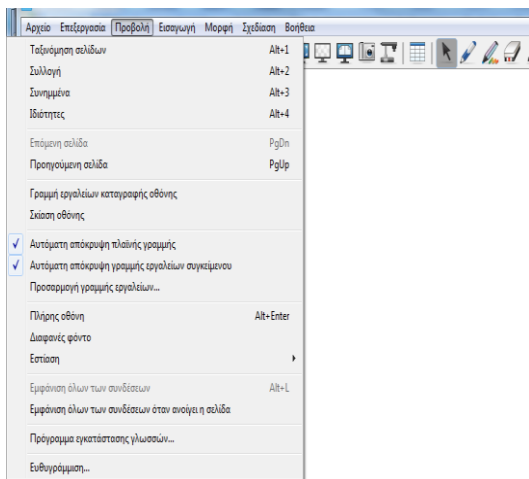 Αρχείο Επεξεργασία Προβολή Εισαγωγή Μορφή Σχεδίαση Βοήθεια
Ταξινόμηση σελίδων Alt+1
Συλλογή Alt+2
Συνημμένα Alt+3
Ιδιότητες Alt+4
Επόμενη σελίδα PgDn
Προηγούμενη σελίδα PgUp
Γραμμή εργαλείων καταγραφής οθόνης
Σκίαση οθόνης
Αυτόματη απόκρυψη πλαϊνής γραμμής
Αυτόματη απόκρυψη γραμμής εργαλείων συγκείμενου
Προσαρμογή γραμμής εργαλείων...
Πλήρης οθόνη Alt+Enter
Διαφανές φόντο
Εστίαση
Εμφάνιση όλων των συνδέσεων Alt+L
Εμφάνιση όλων των συνδέσεων όταν ανοίγει η σελίδα
Πρόγραμμα εγκατάστασης γλωσσών...
Ευθυγράμμιση...